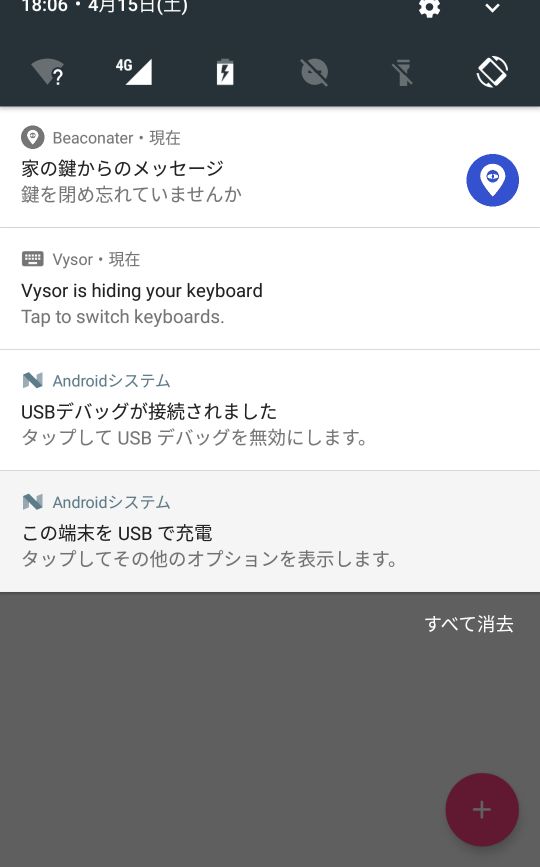 18:06・4月15日(土)
?
4G
Beaconater・現在
家の鍵からのメッセージ
鍵を閉め忘れていませんか
Vysor・現在
Vysor is hiding your keyboard
Tap to switch keyboards.
Androidシステム
USBデバッグが接続されました
タップして USB デバッグを無効にします。
Androidシステム
この端末を USB で充電
タップしてその他のオプションを表示します。
すべて消去